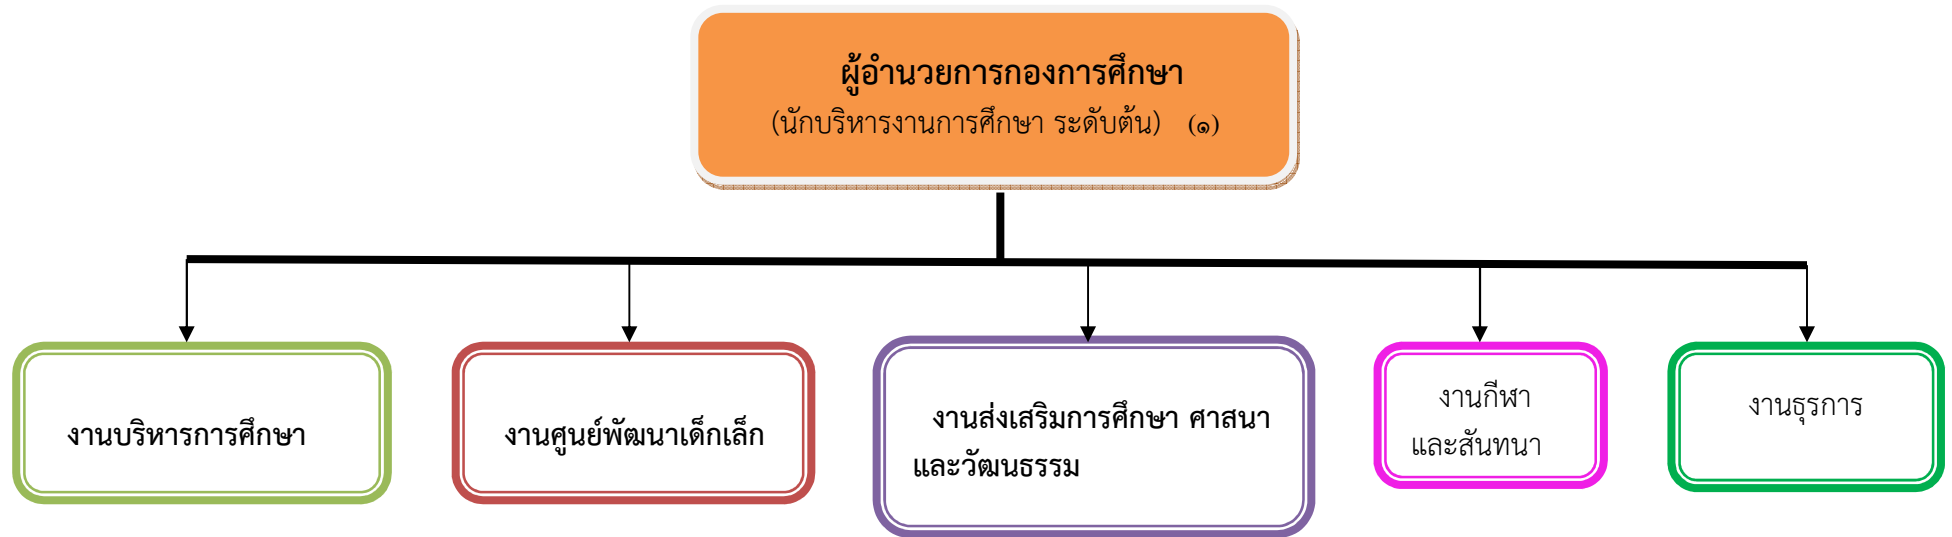 ผู้อำนวยการกองการศึกษา
(นักบริหารงานการศึกษา ระดับต้น) (๑)
งานบริหารการศึกษา
งานศูนย์พัฒนาเด็กเล็ก
งานส่งเสริมการศึกษา ศาสนา
และวัฒนธรรม
งานกีฬา
และสันทนา
งานธุรการ